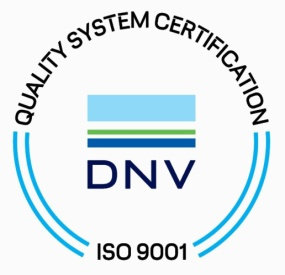 QUALITY SYSTEM CERTIFICATION
DNV
ISO 9001